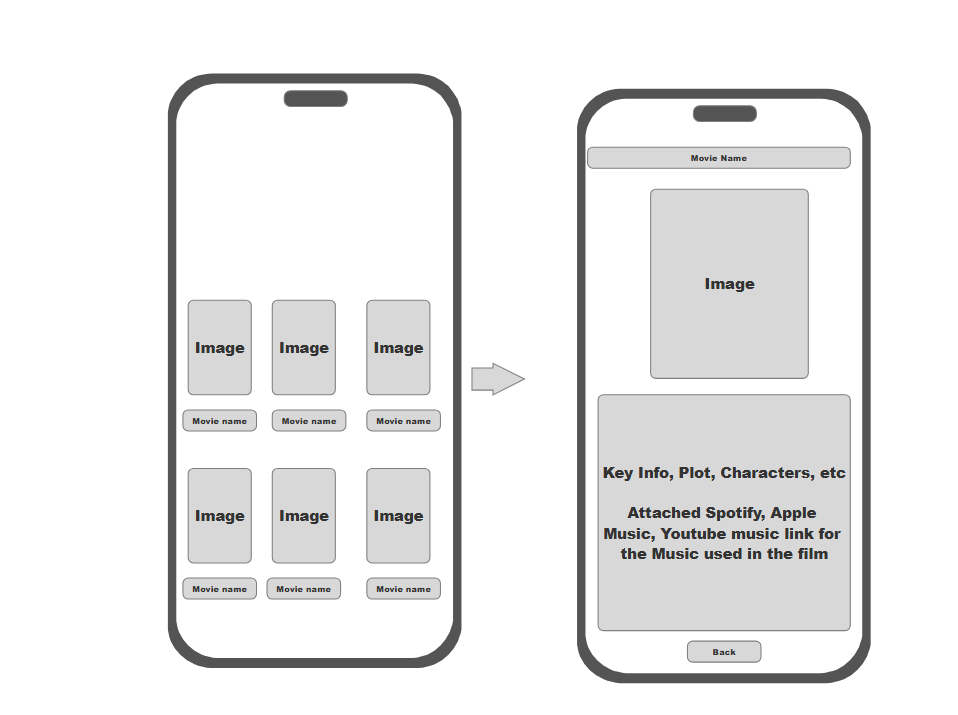 Image
Image
Image
Movie name
Movie name
Movie name
Image
Image
Image
Movie name
Movie name
Movie name
Movie Name
Image
Key Info, Plot, Characters, etc
Attached Spotify, Apple
Music, Youtube music link for
the Music used in the film
Back